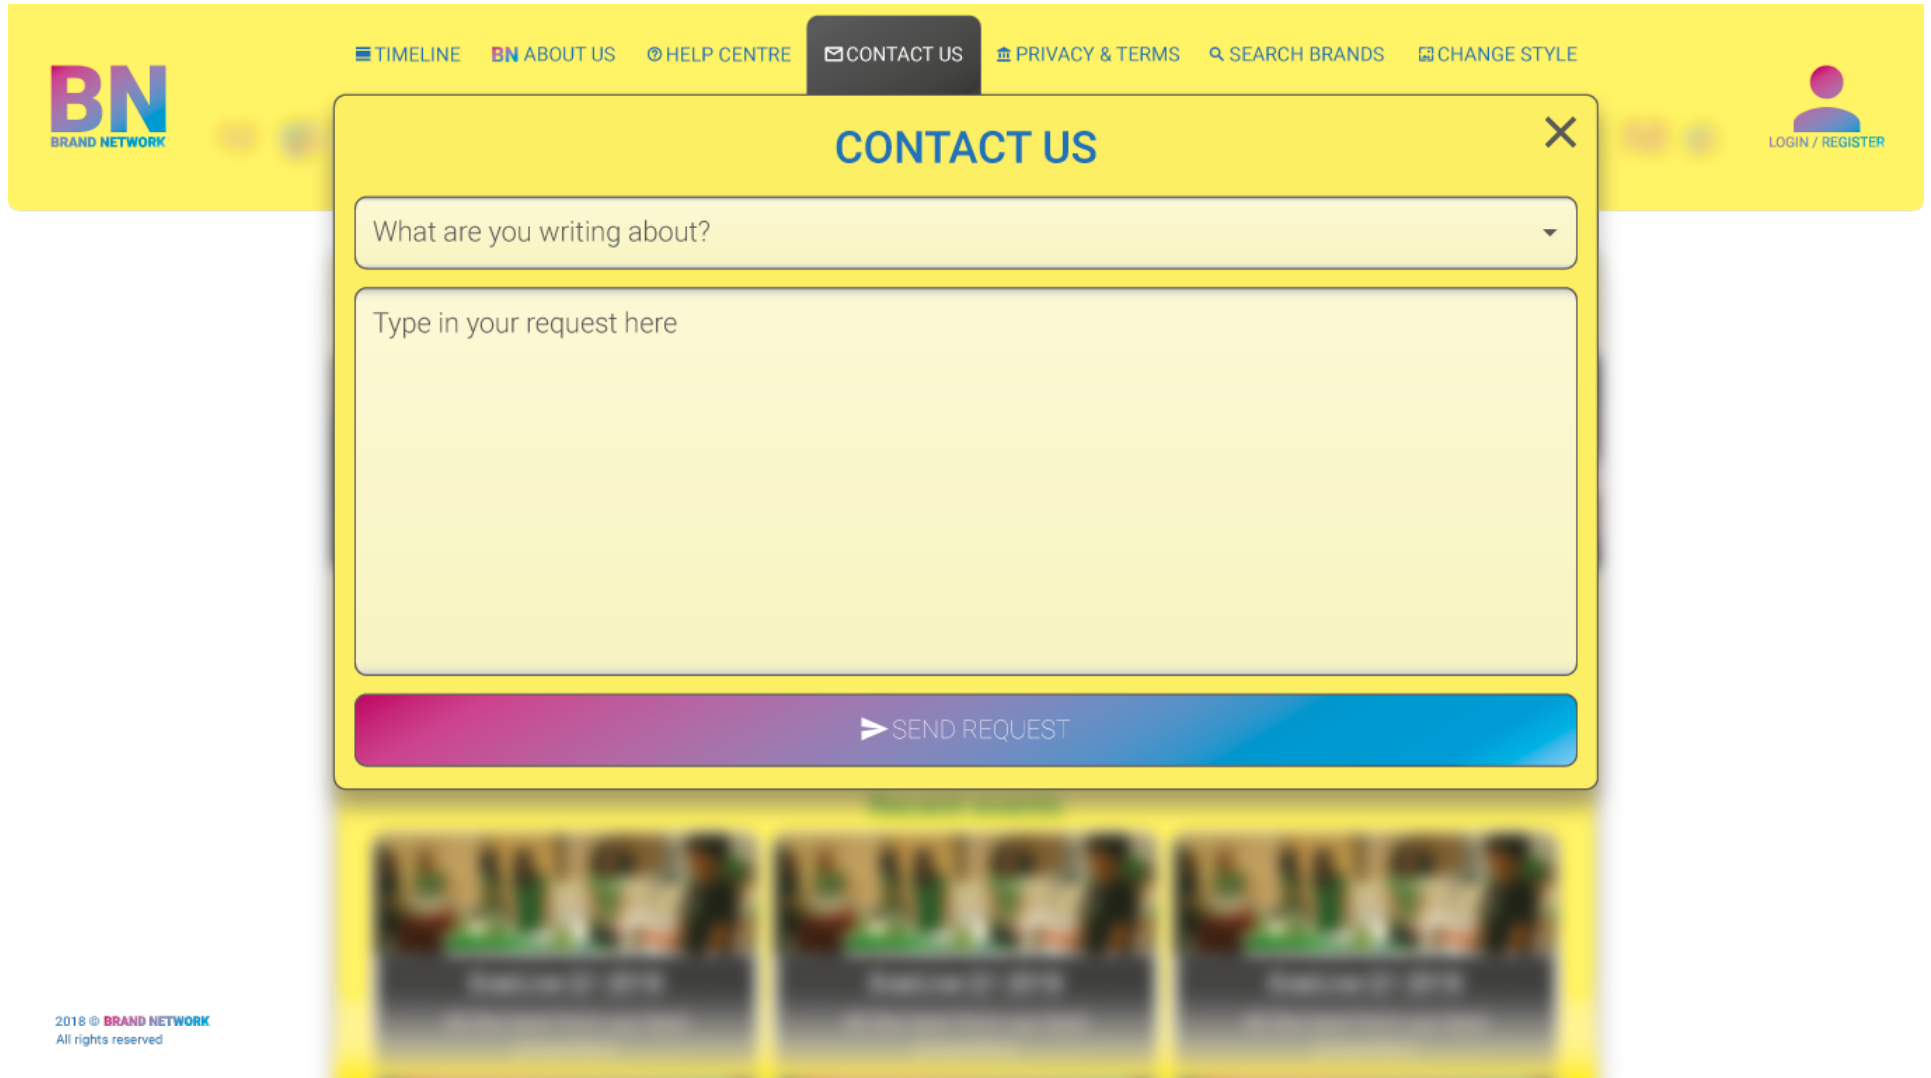 TIMELINE
BN ABOUT US
HELP CENTRE
CONTACT US
PRIVACY & TERMS
SEARCH BRANDS
CHANGE STYLE
BN
BRAND NETWORK
LOGIN / REGISTER
CONTACT US
What are you writing about?
Type in your request here
SEND REQUEST
2018 © BRAND NETWORK
All rights reserved